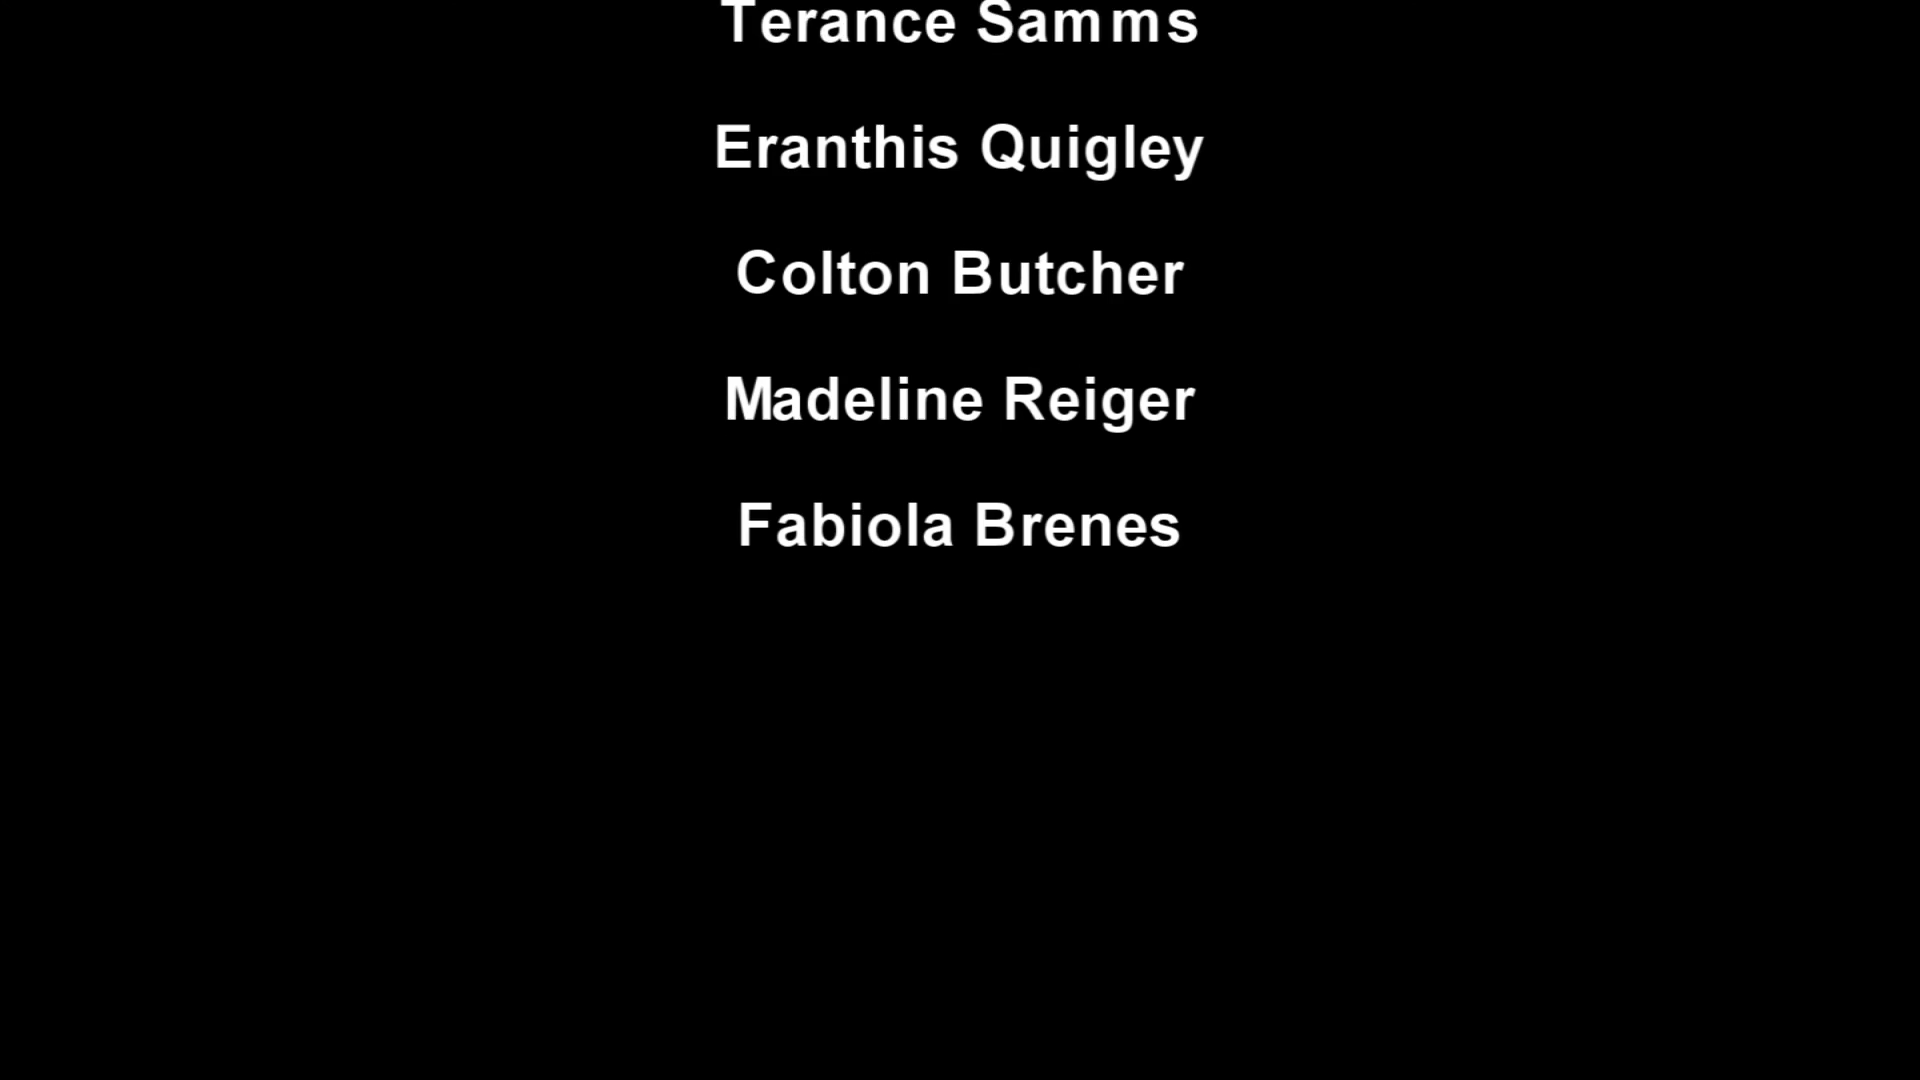 Terance Samms
Eranthis Quigley
Colton Butcher
Madeline Reiger
Fabiola Brenes